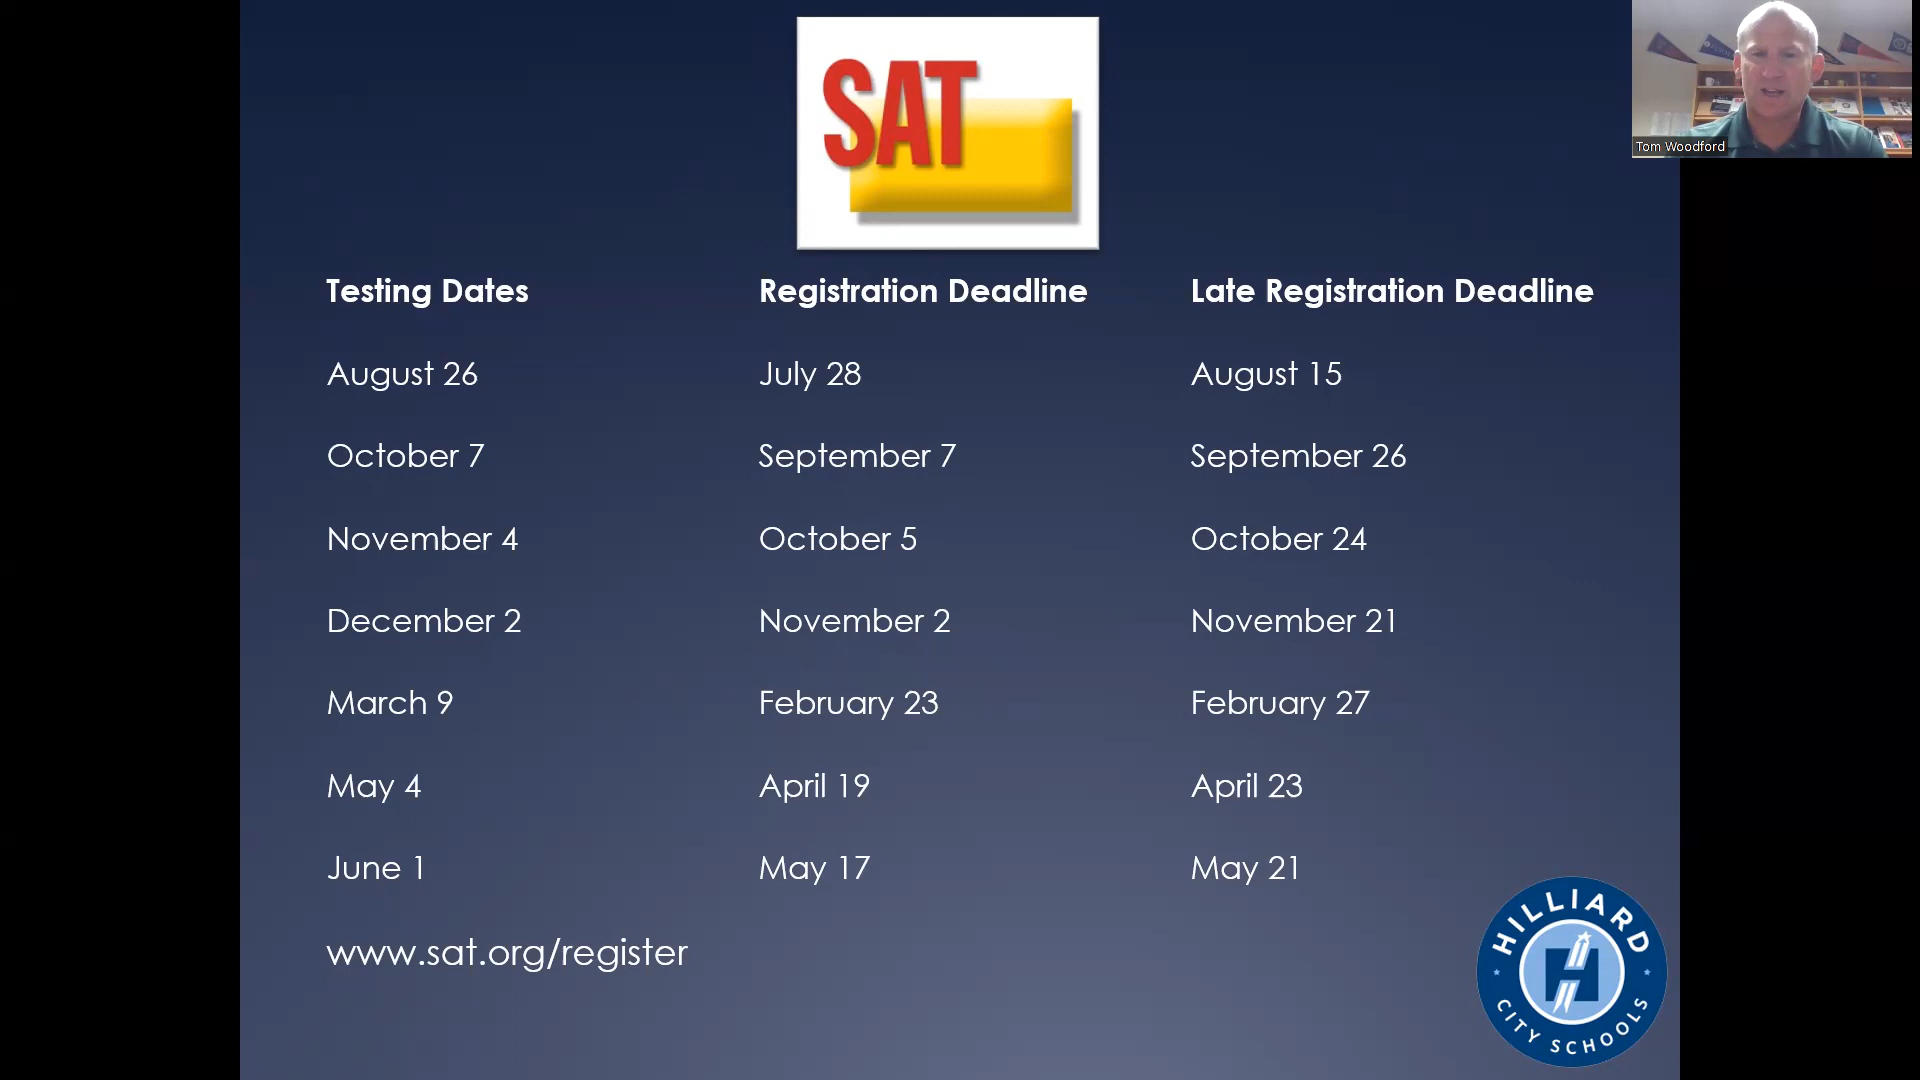 SAT
Tom Woodford
Testing Dates Registration Deadline Late Registration Deadline
August 26 July 28 August 15
October 7 September 7 September 26
November 4 October 5 October 24
December 2 November 2 November 21
March 9 February 23 February 27
May 4 April 19 April 23
June 1 May 17 May 21
www.sat.org/register
HILLIARD
H
CITY SCHOOLS